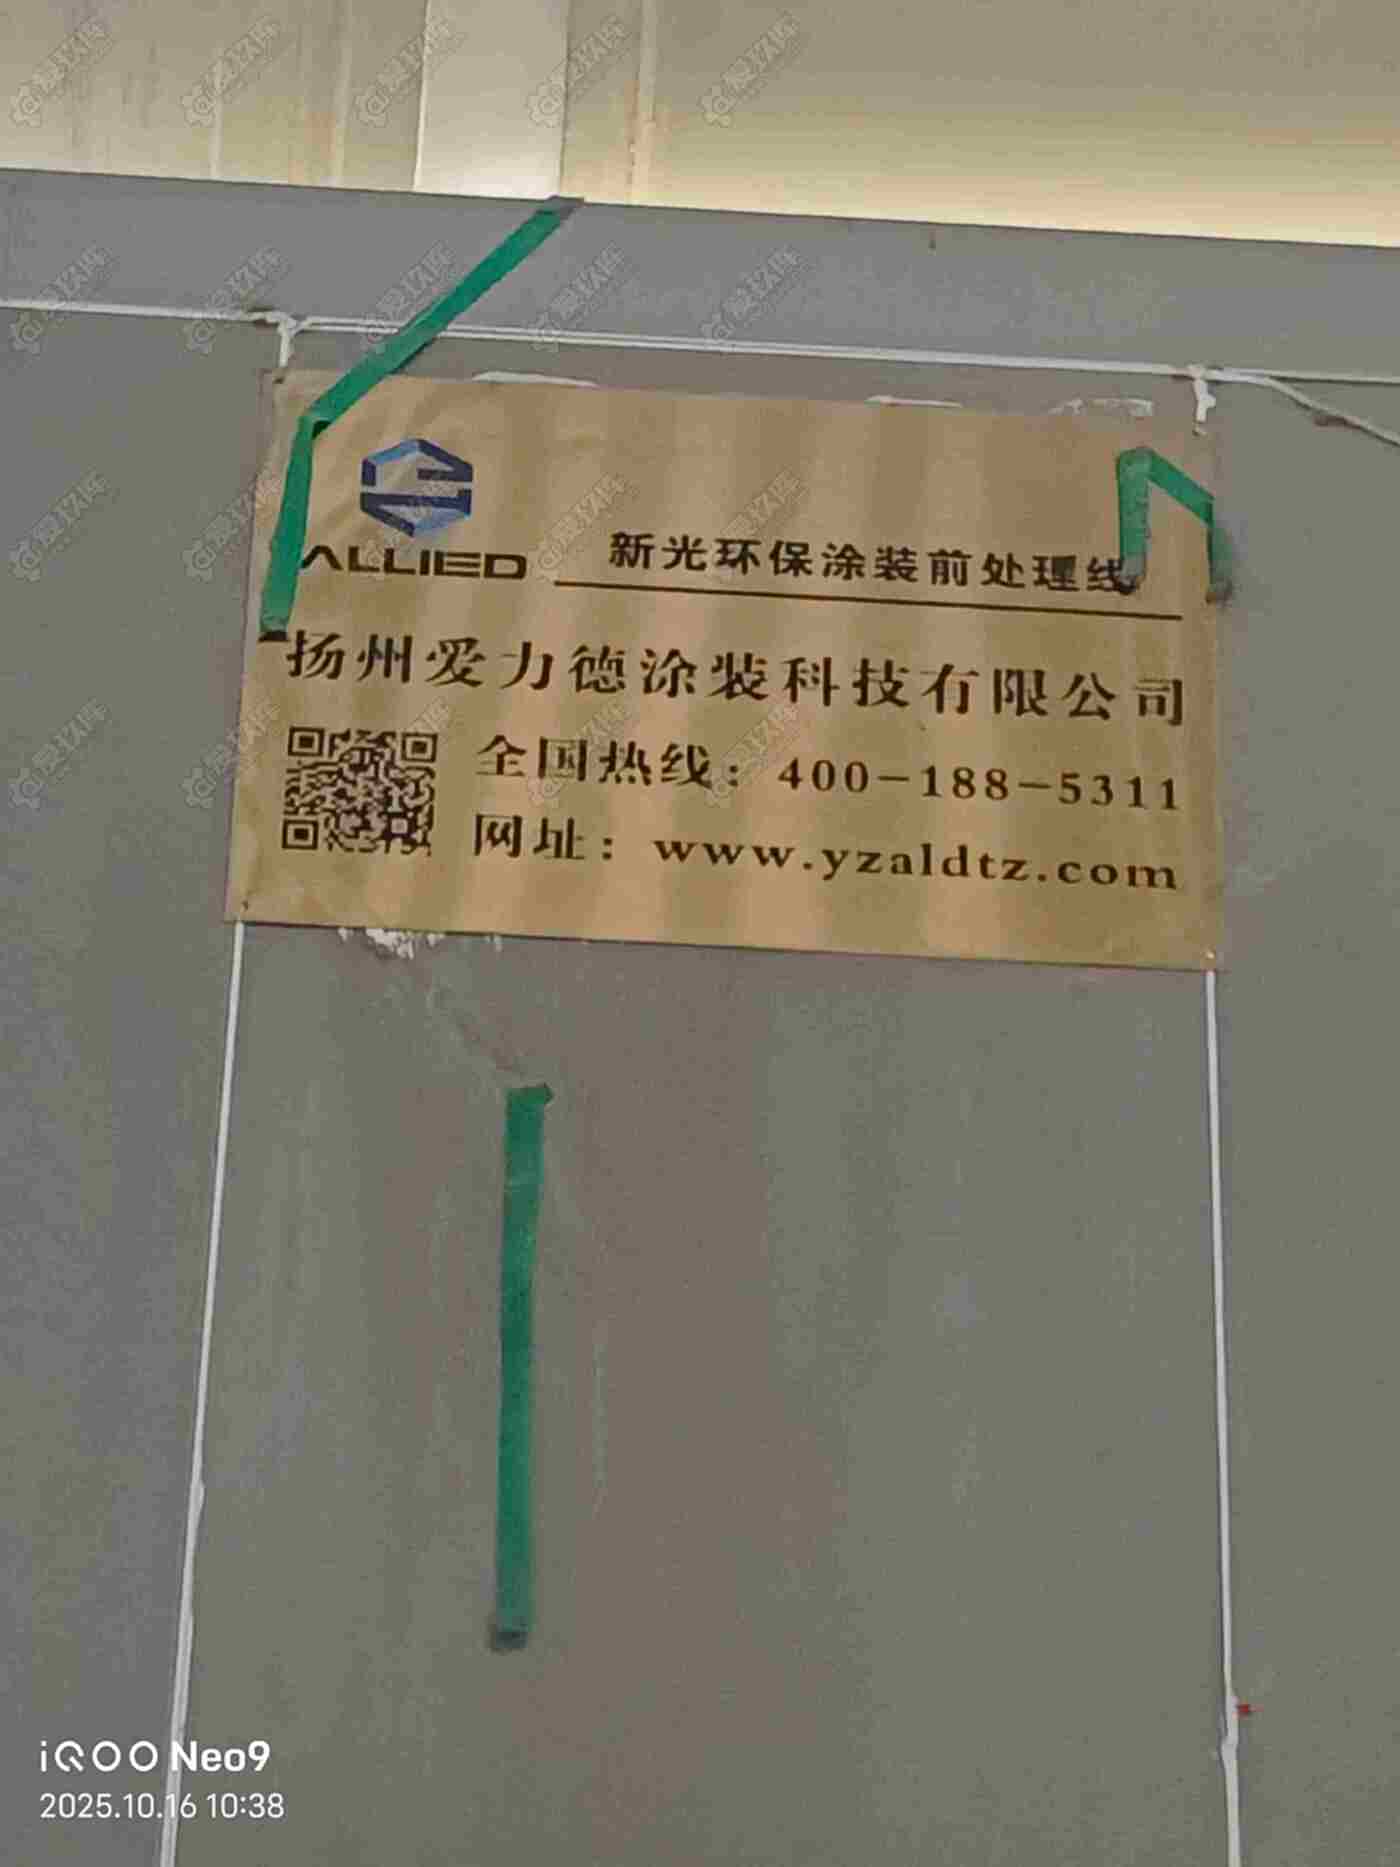 ALLIED
新光环保涂装前处理线
扬州爱力德涂装科技有限公司
全国热线：400-188-5311
网址：www.yzaldtz.com
iQOO Neo9
2025.10.16 10:38